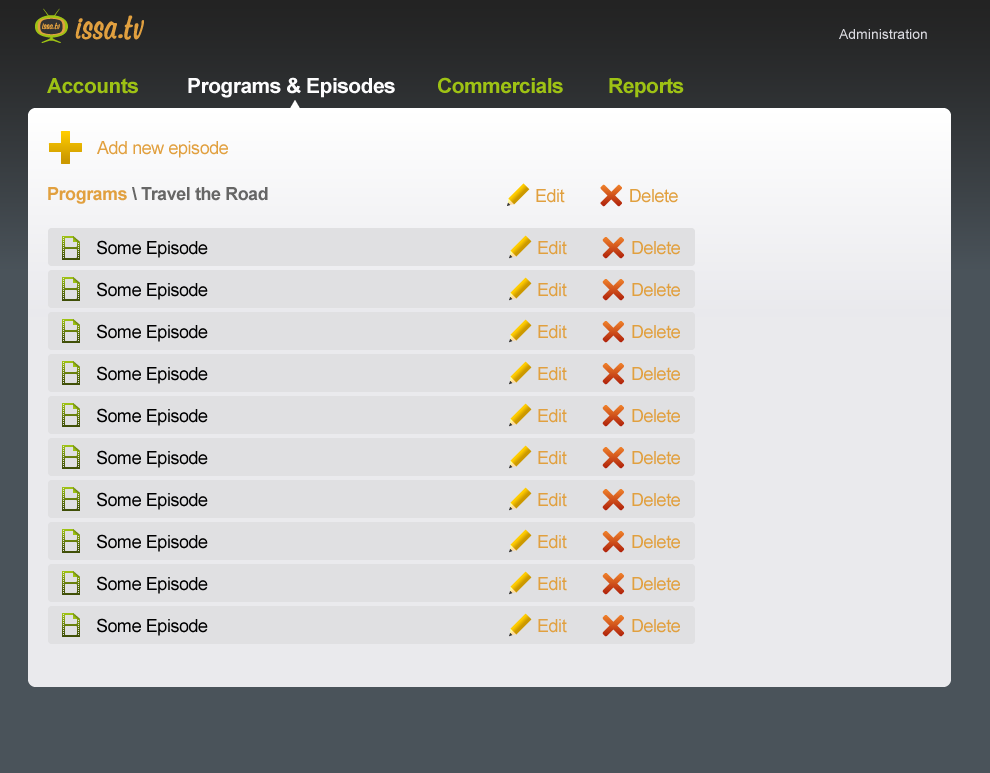 issa.tv issa.tv
Administration
Accounts Programs & Episodes Commercials Reports
Add new episode
Programs \ Travel the Road Edit Delete
Some Episode Edit Delete
Some Episode Edit Delete
Some Episode Edit Delete
Some Episode Edit Delete
Some Episode Edit Delete
Some Episode Edit Delete
Some Episode Edit Delete
Some Episode Edit Delete
Some Episode Edit Delete
Some Episode Edit Delete